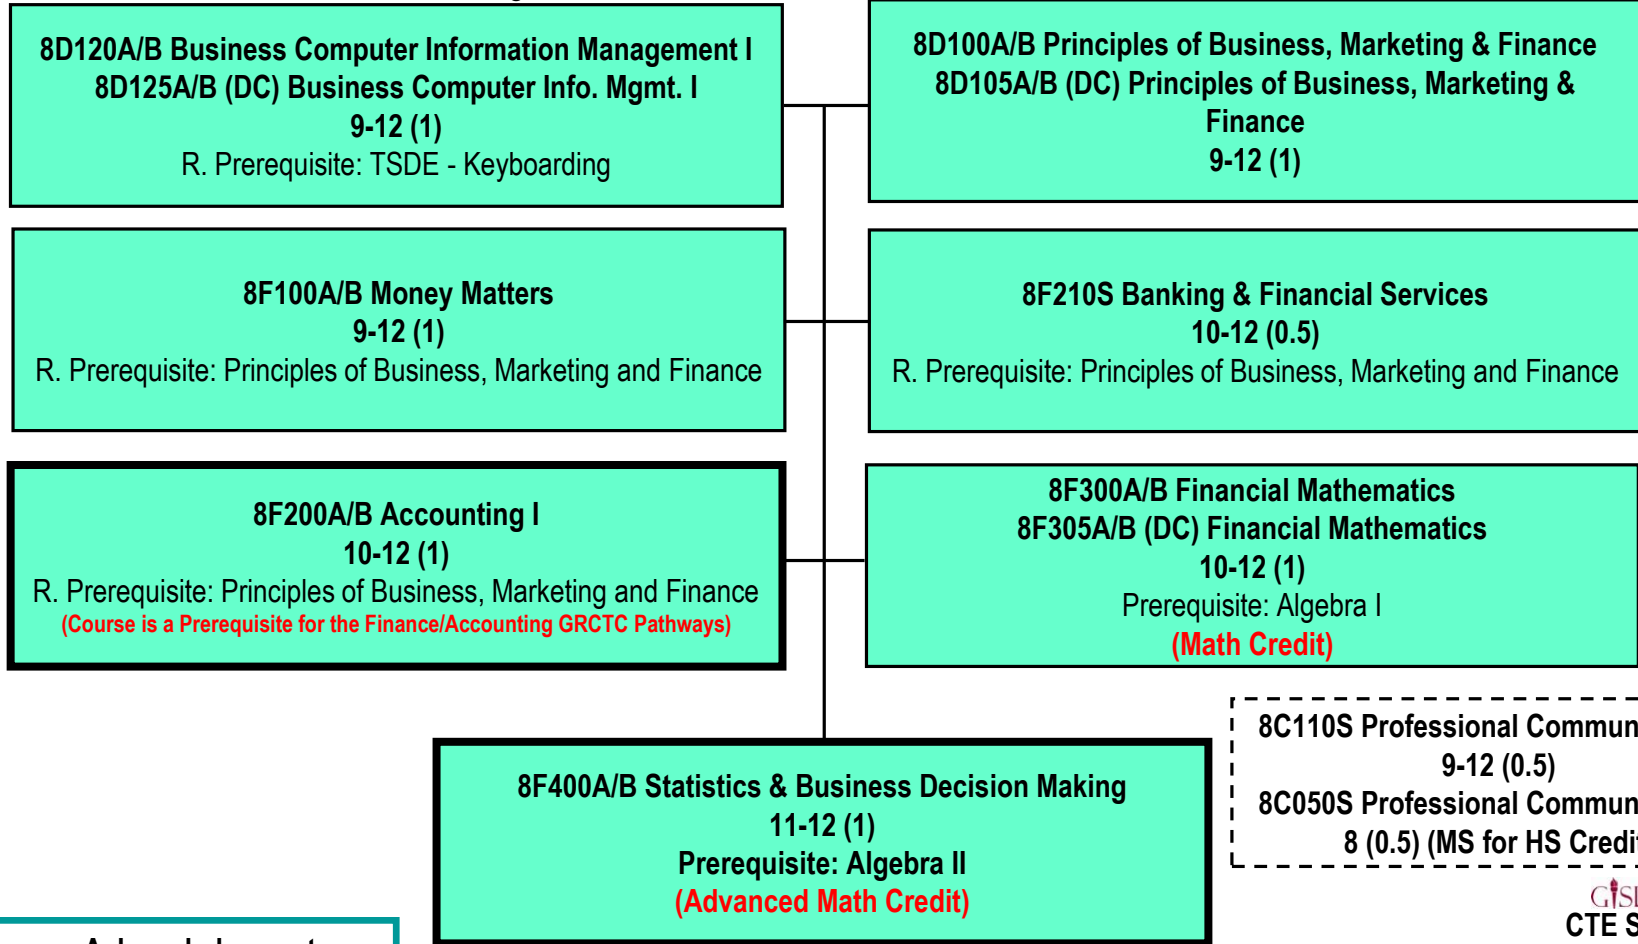 8D120A/B Business Computer Information Management I
8D125A/B (DC) Business Computer Info. Mgmt. I
9-12 (1)
R. Prerequisite: TSDE - Keyboarding
8D100A/B Principles of Business, Marketing & Finance
8D105A/B (DC) Principles of Business, Marketing &
Finance
9-12 (1)
8F100A/B Money Matters
9-12 (1)
R. Prerequisite: Principles of Business, Marketing and Finance
8F210S Banking & Financial Services
10-12 (0.5)
R. Prerequisite: Principles of Business, Marketing and Finance
8F200A/B Accounting I
10-12 (1)
R. Prerequisite: Principles of Business, Marketing and Finance
(Course is a Prerequisite for the Finance/Accounting GRCTC Pathways)
8F300A/B Financial Mathematics
8F305A/B (DC) Financial Mathematics
10-12 (1)
Prerequisite: Algebra I
(Math Credit)
8F400A/B Statistics & Business Decision Making
11-12 (1)
Prerequisite: Algebra II
(Advanced Math Credit)
8C110S Professional Commun
9-12 (0.5)
8C050S Professional Commun
8 (0.5) (MS for HS Credit
CTE S